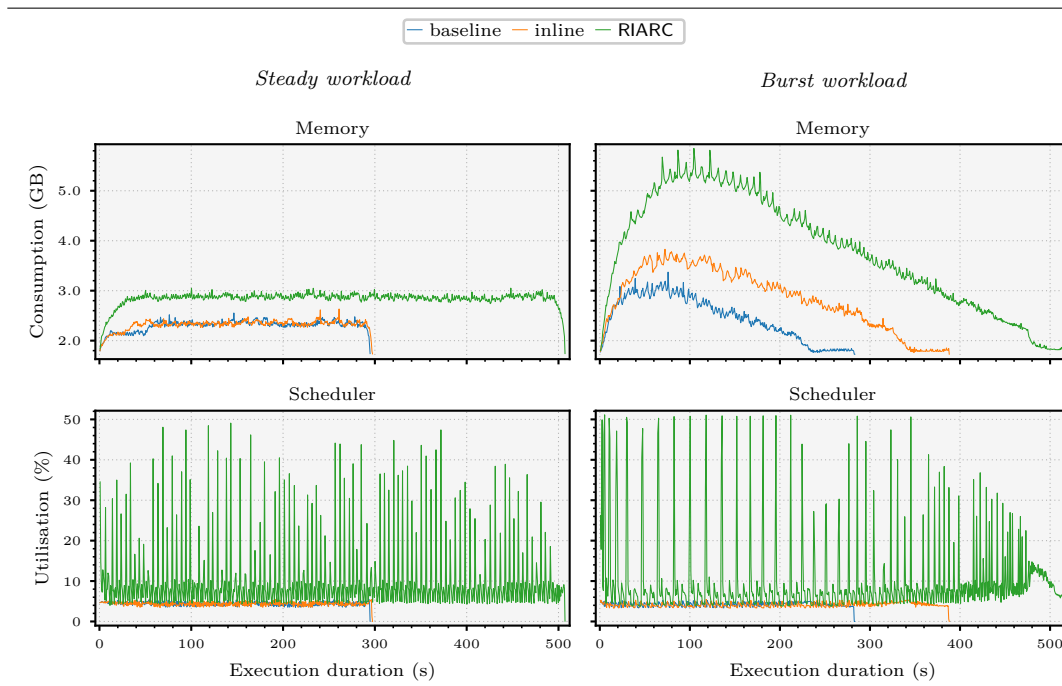 baseline inline RIARC
Steady workload Burst workload
Memory Memory
Consumption (GB)
5.0
4.0
3.0
2.0
Scheduler Scheduler
Utilisation (%)
50
40
30
20
10
0
0 100 200 300 400 500 0 100 200 300 400 500
Execution duration (s) Execution duration (s)